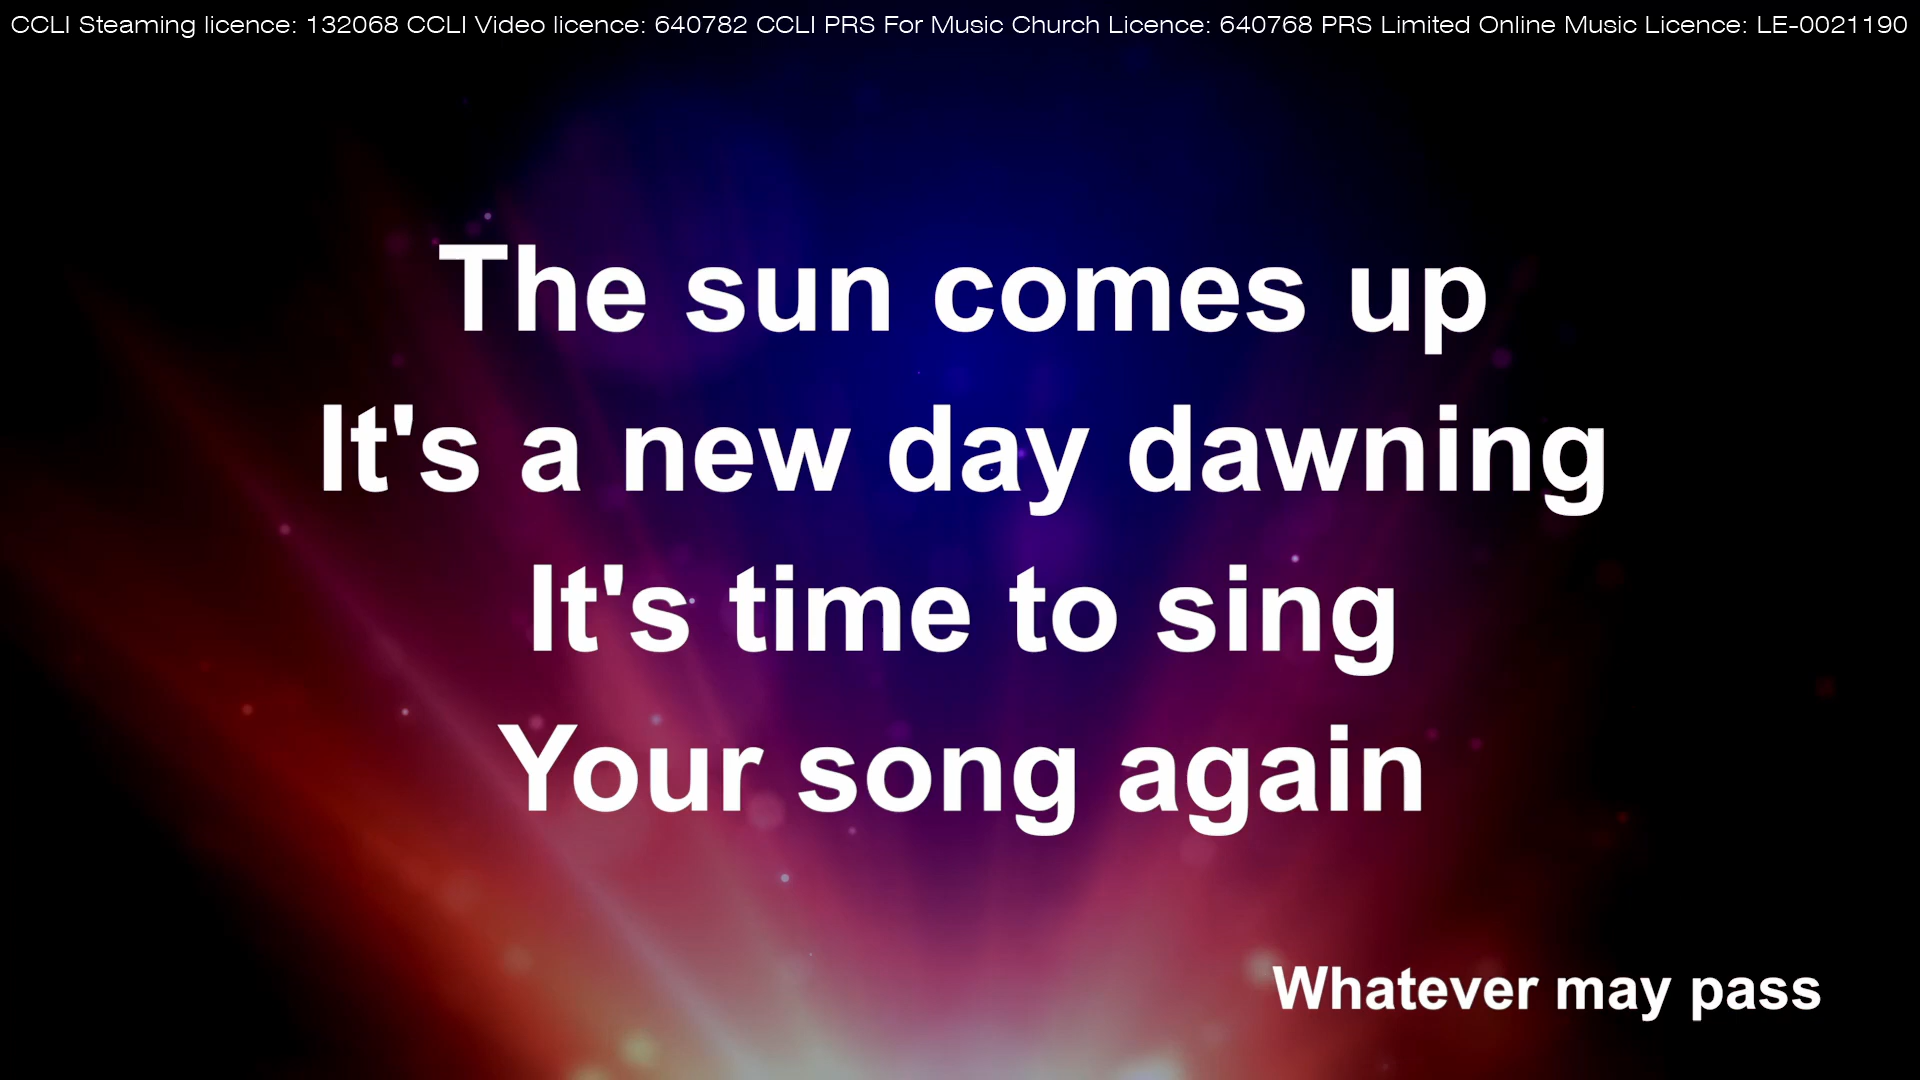 CCLI Steaming licence: 132068 CCLI Video licence: 640782 CCLI PRS For Music Church Licence: 640768 PRS Limited Online Music Licence: LE-0021190
The sun comes up
It's a new day dawning
It's time to sing
Your song again
Whatever may pass